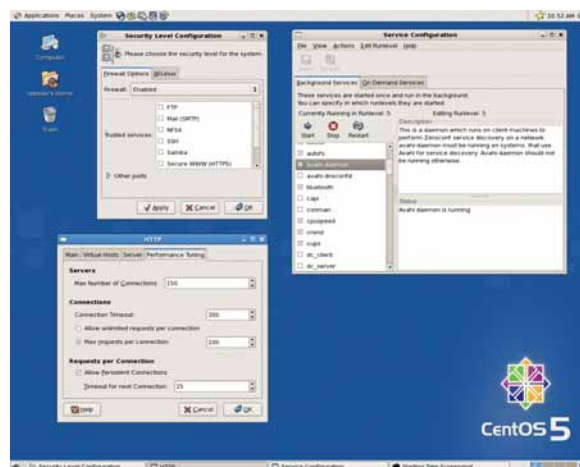 Applications Places System
10:52 AM
Computer
Trash
Security Level Configuration
Please choose the security level for the system.
Firewall Options SELinux
Firewall: Enabled
Trusted services:
FTP
Mail (SMTP)
NFS4
SSH
Samba
Secure WWW (HTTPS)
Other ports
Apply Cancel OK
Service Configuration
File View Actions Edit Runlevel Help
Start Stop Restart
Background Services On Demand Services
These services are started once and run in the background.
You can specify in which runlevels they are started.
Currently Running in Runlevel: 5 Editing Runlevel: 5
Start Stop Restart
autofs
avahi-daemon
avahi-dnsconfd
bluetooth
capi
conman
cpuspeed
crond
cups
dc_client
dc_server
Description
This is a daemon which runs on client machines to
perform Zeroconf service discovery on a network.
avahi-daemon must be running on systems that use
Avahi for service discovery. Avahi-daemon should not
be running otherwise.
Status
Avahi daemon is running
HTTP
Main Virtual Hosts Server Performance Tuning
Servers
Max Number of Connections: 150
Connections
Connection Timeout: 300
Allow unlimited requests per connection
Max requests per connection: 100
Requests per Connection
Allow Persistent Connections
Timeout for next Connection: 15
Help Cancel OK
CentOS 5
Security Level Configuration
HTTP
Service Configuration